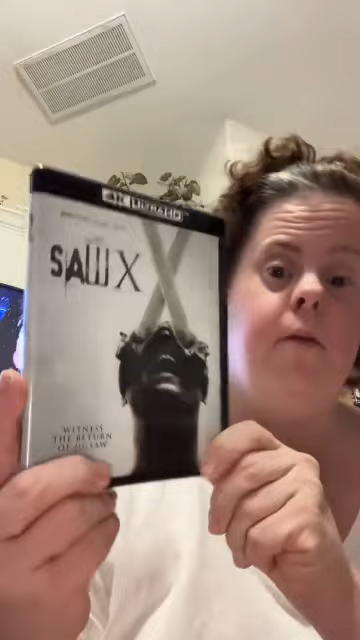 4K ULTRA HD
SAW X
WITNESS
THE RETURN
OF JIGSAW